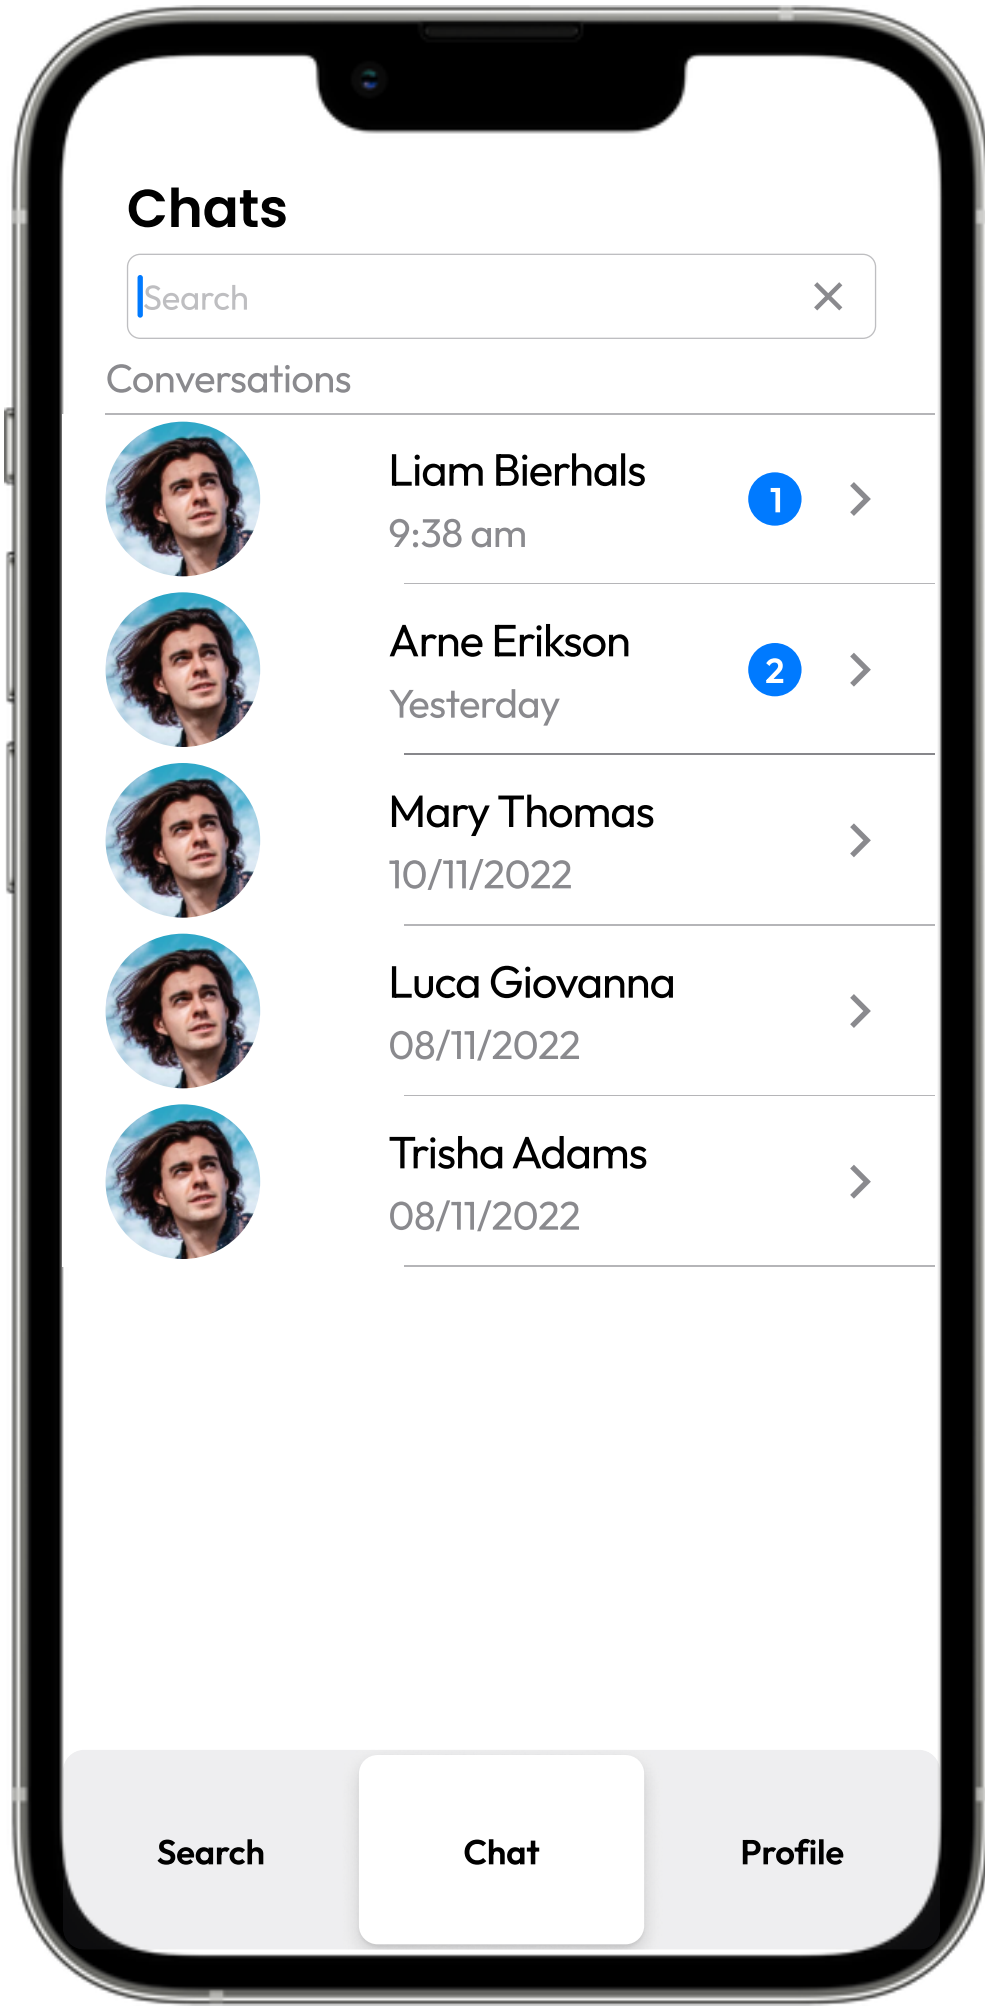 Chats
Search
Conversations
Liam Bierhals
9:38 am
1
Arne Erikson
Yesterday
2
Mary Thomas
10/11/2022
Luca Giovanna
08/11/2022
Trisha Adams
08/11/2022
Search Chat Profile